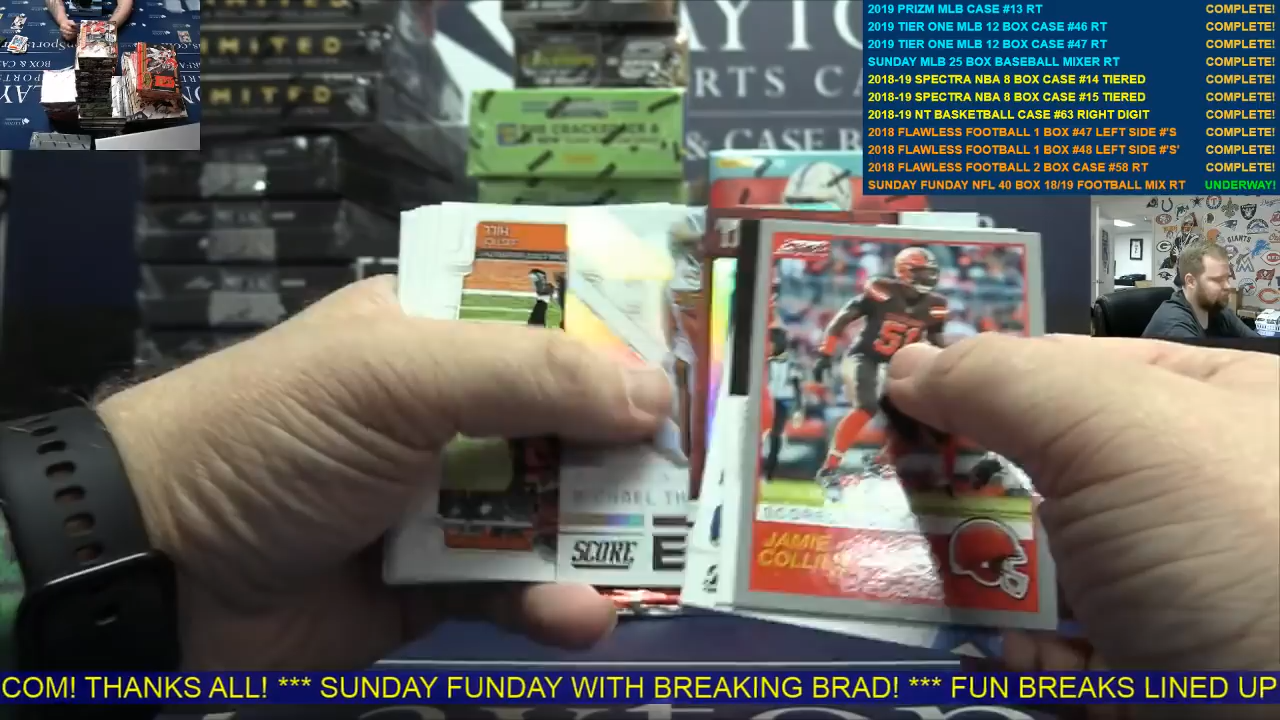 2019 PRIZM MLB CASE #13 RT COMPLETE!
2019 TIER ONE MLB 12 BOX CASE #46 RT COMPLETE!
2019 TIER ONE MLB 12 BOX CASE #47 RT COMPLETE!
SUNDAY MLB 25 BOX BASEBALL MIXER RT COMPLETE!
2018-19 SPECTRA NBA 8 BOX CASE #14 TIERED COMPLETE!
2018-19 SPECTRA NBA 8 BOX CASE #15 TIERED COMPLETE!
2018-19 NT BASKETBALL CASE #63 RIGHT DIGIT COMPLETE!
2018 FLAWLESS FOOTBALL 1 BOX #47 LEFT SIDE #'S COMPLETE!
2018 FLAWLESS FOOTBALL 1 BOX #48 LEFT SIDE #'S' COMPLETE!
2018 FLAWLESS FOOTBALL 2 BOX CASE #58 RT COMPLETE!
SUNDAY FUNDAY NFL 40 BOX 18/19 FOOTBALL MIX RT UNDERWAY!
GIANTS
HILL
51
MICHAEL TH
SCORE E
JAMIE
COLLI
COM! THANKS ALL! *** SUNDAY FUNDAY WITH BREAKING BRAD! *** FUN BREAKS LINED UP